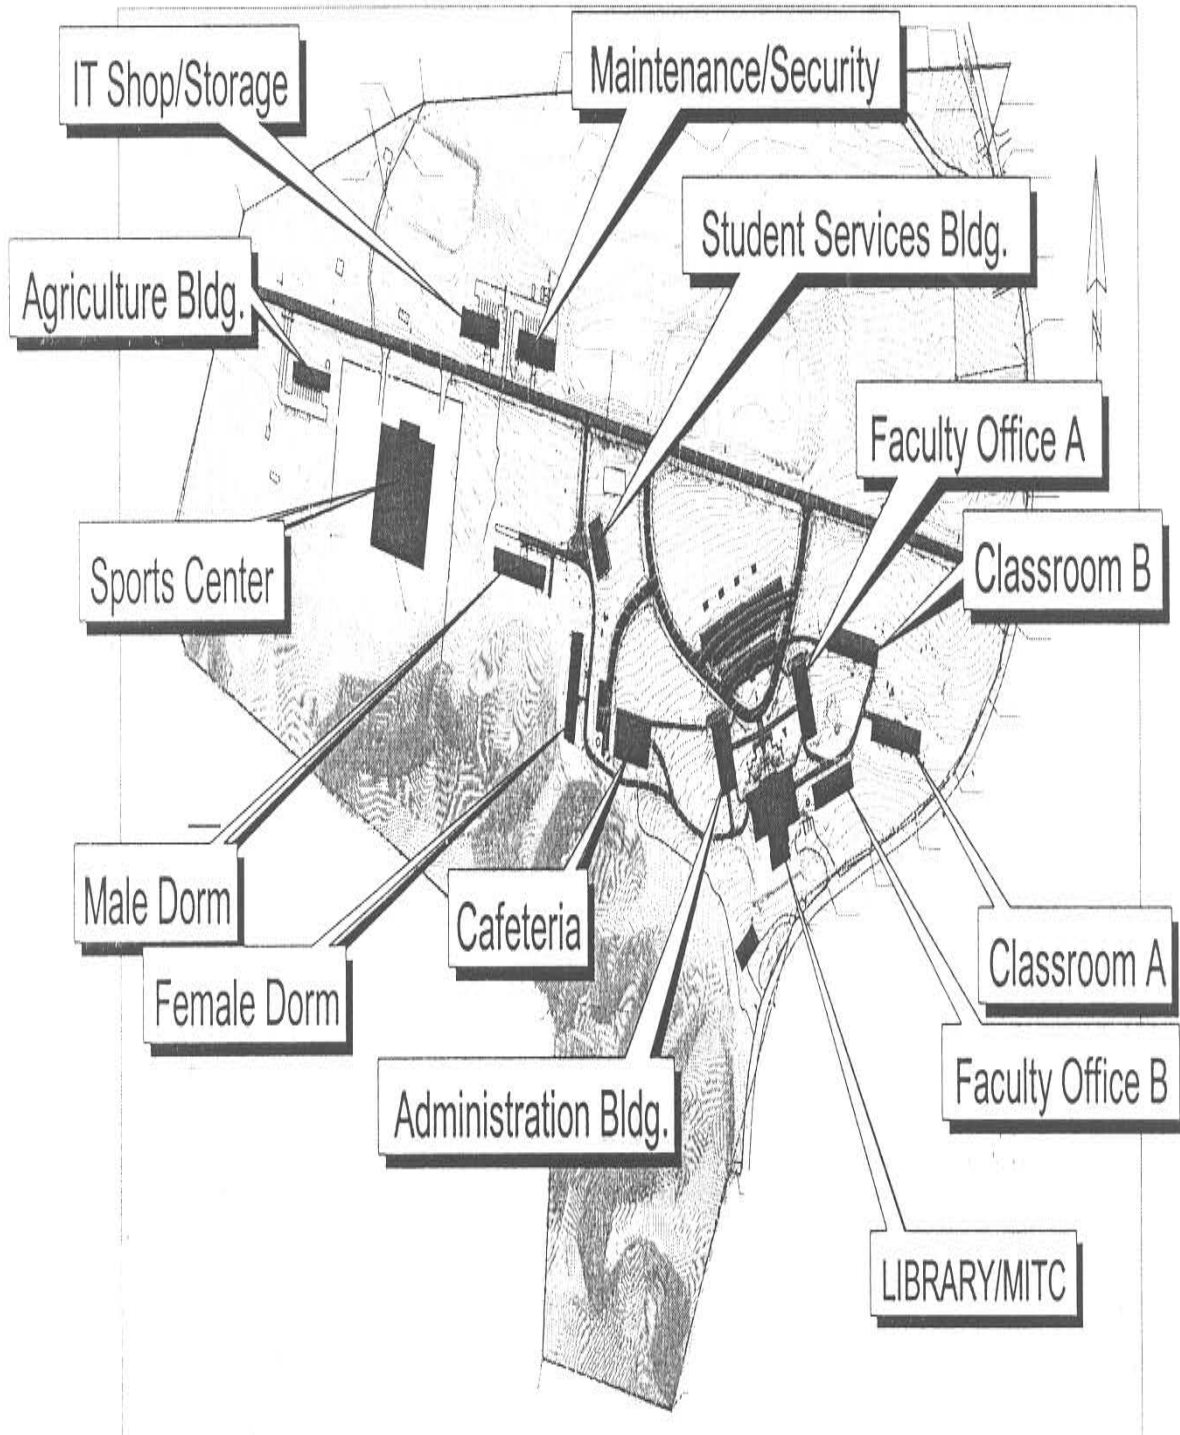 IT Shop/Storage
Maintenance/Security
Student Services Bldg.
Agriculture Bldg.
N
Faculty Office A
Classroom B
Sports Center
Male Dorm
Cafeteria
Female Dorm
Classroom A
Faculty Office B
Administration Bldg.
LIBRARY/MITC